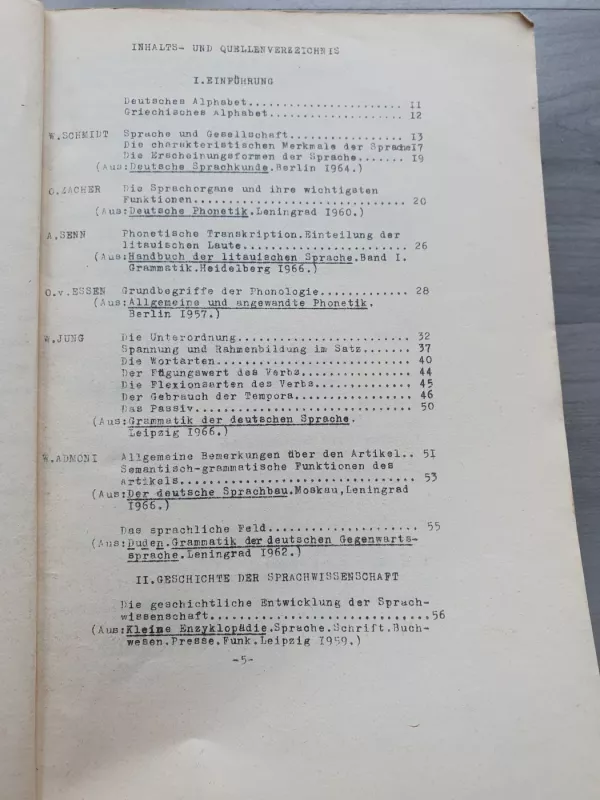 INHALTS- UND QUELLENVERZEICHNIS
I.EINFÜHRUNG
Deutsches Alphabet........................ 11
Griechisches Alphabet..................... 12
W.SCHMIDT Sprache und Gesellschaft.................. 13
Die charakteristischen Merkmale der Sprache17
Die Erscheinungsformen der Sprache....... 19
(Aus:Deutsche Sprachkunde.Berlin 1964.)
O.ZACHER Die Sprachorgane und ihre wichtigsten
Funktionen............................... 20
(Aus:Deutsche Phonetik.Leningrad 1960.)
A.SENN Phonetische Transkription.Einteilung der
litauischen Laute........................ 26
(Aus:Handbuch der litauischen Sprache.Band I.
Grammatik.Heidelberg 1966.)
O.v.ESSEN Grundbegriffe der Phonologie............. 28
(Aus:Allgemeine und angewandte Phonetik.
Berlin 1957.)
W.JUNG Die Unterordnung......................... 32
Spannung und Rahmenbildung im Satz....... 37
Die Wortarten............................ 40
Der Fügungswert des Verbs................ 44
Die Flexionsarten des Verbs.............. 45
Der Gebrauch der Tempora................. 46
Das Passiv............................... 50
(Aus:Grammatik der deutschen Sprache.
Leipzig 1966.)
W.ADMONI Allgemeine Bemerkungen über den Artikel.. 51
Semantisch-grammatische Funktionen des
Artikels................................. 53
(Aus:Der deutsche Sprachbau.Moskau,Leningrad
1966.)
Das sprachliche Feld..................... 55
(Aus:Duden.Grammatik der deutschen Gegenwarts-
sprache.Leningrad 1962.)
II.GESCHICHTE DER SPRACHWISSENSCHAFT
Die geschichtliche Entwicklung der Sprach-
wissenschaft.............................56
(Aus:Kleine Enzyklopädie.Sprache.Schrift.Buch-
wesen.Presse.Funk.Leipzig 1959.)
-5-